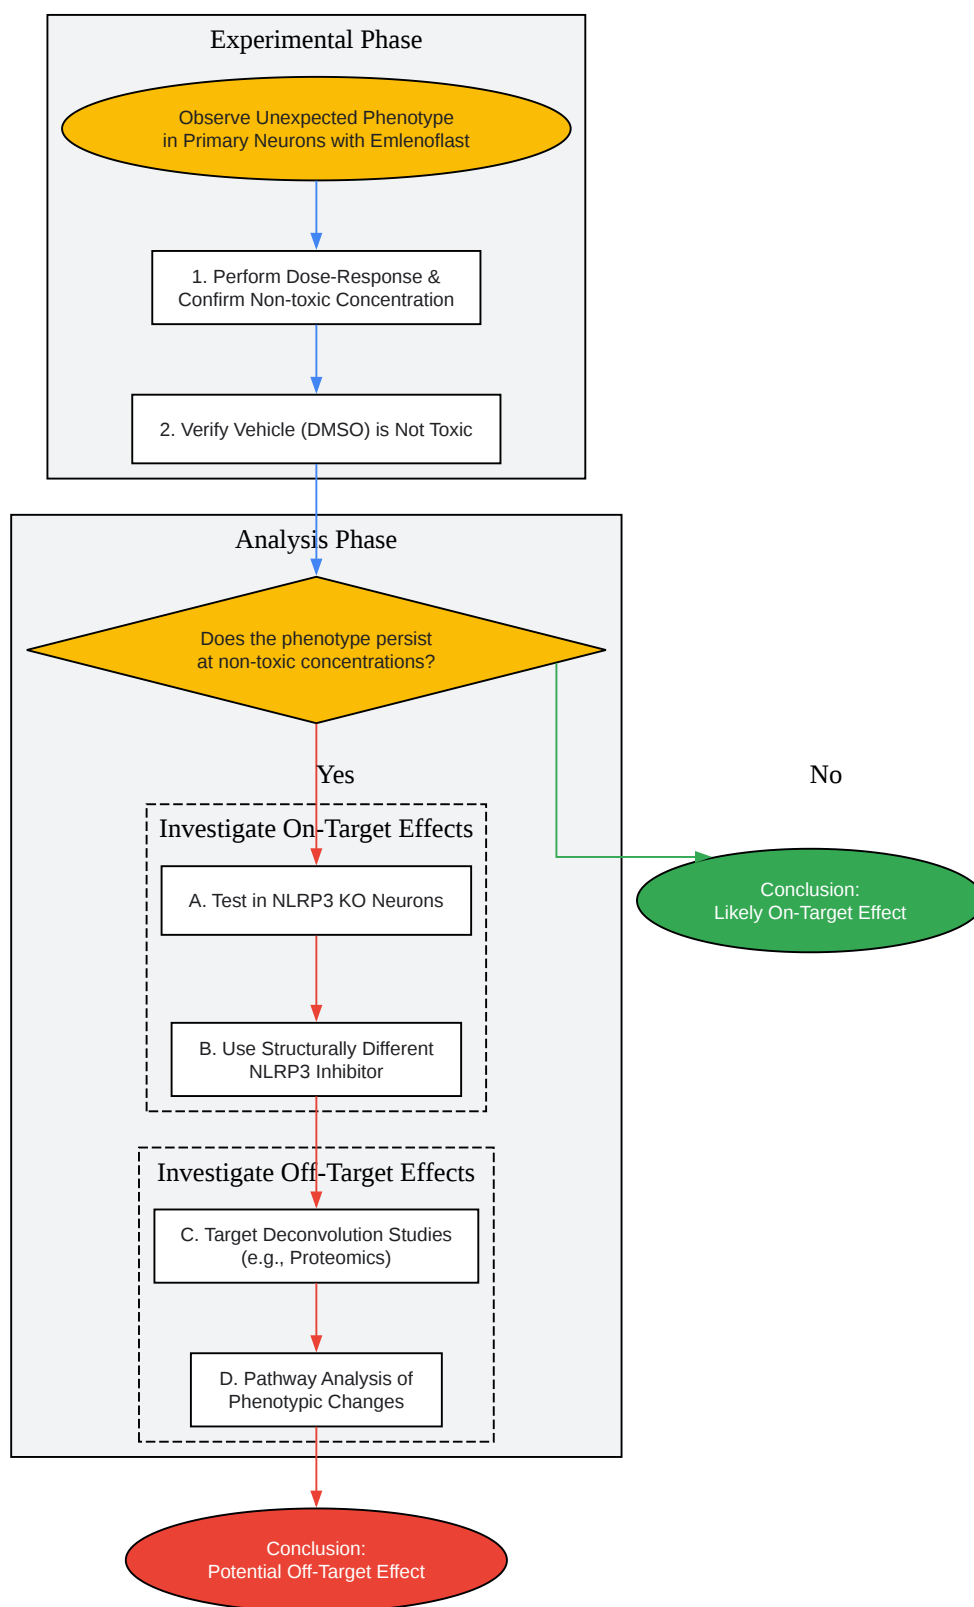 Experimental Phase
Observe Unexpected Phenotype
in Primary Neurons with Emlenoflast
1. Perform Dose-Response &
Confirm Non-toxic Concentration
2. Verify Vehicle (DMSO) is Not Toxic
Analysis Phase
Does the phenotype persist
at non-toxic concentrations?
Yes
No
Investigate On-Target Effects
A. Test in NLRP3 KO Neurons
Conclusion:
Likely On-Target Effect
B. Use Structurally Different
NLRP3 Inhibitor
Investigate Off-Target Effects
C. Target Deconvolution Studies
(e.g., Proteomics)
D. Pathway Analysis of
Phenotypic Changes
Conclusion:
Potential Off-Target Effect